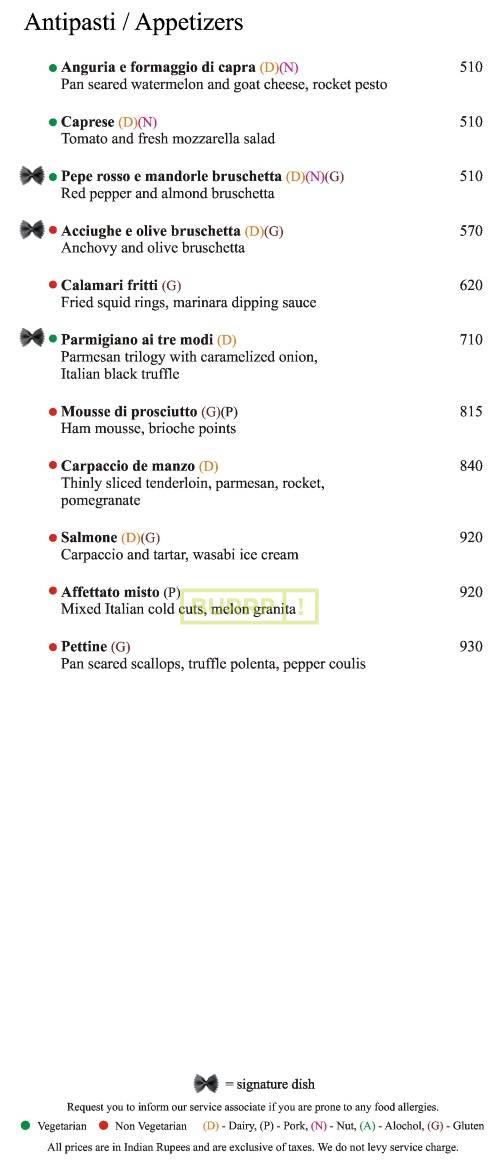 Antipasti / Appetizers
Anguria e formaggio di capra (D)(N) 510
Pan seared watermelon and goat cheese, rocket pesto
Caprese (D)(N) 510
Tomato and fresh mozzarella salad
Pepe rosso e mandorle bruschetta (D)(N)(G) 510
Red pepper and almond bruschetta
Acciughe e olive bruschetta (D)(G) 570
Anchovy and olive bruschetta
Calamari fritti (G) 620
Fried squid rings, marinara dipping sauce
Parmigiano ai tre modi (D) 710
Parmesan trilogy with caramelized onion,
Italian black truffle
Mousse di prosciutto (G)(P) 815
Ham mousse, brioche points
Carpaccio de manzo (D) 840
Thinly sliced tenderloin, parmesan, rocket,
pomegranate
Salmone (D)(G) 920
Carpaccio and tartar, wasabi ice cream
Affettato misto (P) 920
Mixed Italian cold cuts, melon granita
BURRP!
Pettine (G) 930
Pan seared scallops, truffle polenta, pepper coulis
= signature dish
Request you to inform our service associate if you are prone to any food allergies.
Vegetarian Non Vegetarian (D) - Dairy, (P) - Pork, (N) - Nut, (A) - Alochol, (G) - Gluten
All prices are in Indian Rupees and are exclusive of taxes. We do not levy service charge.